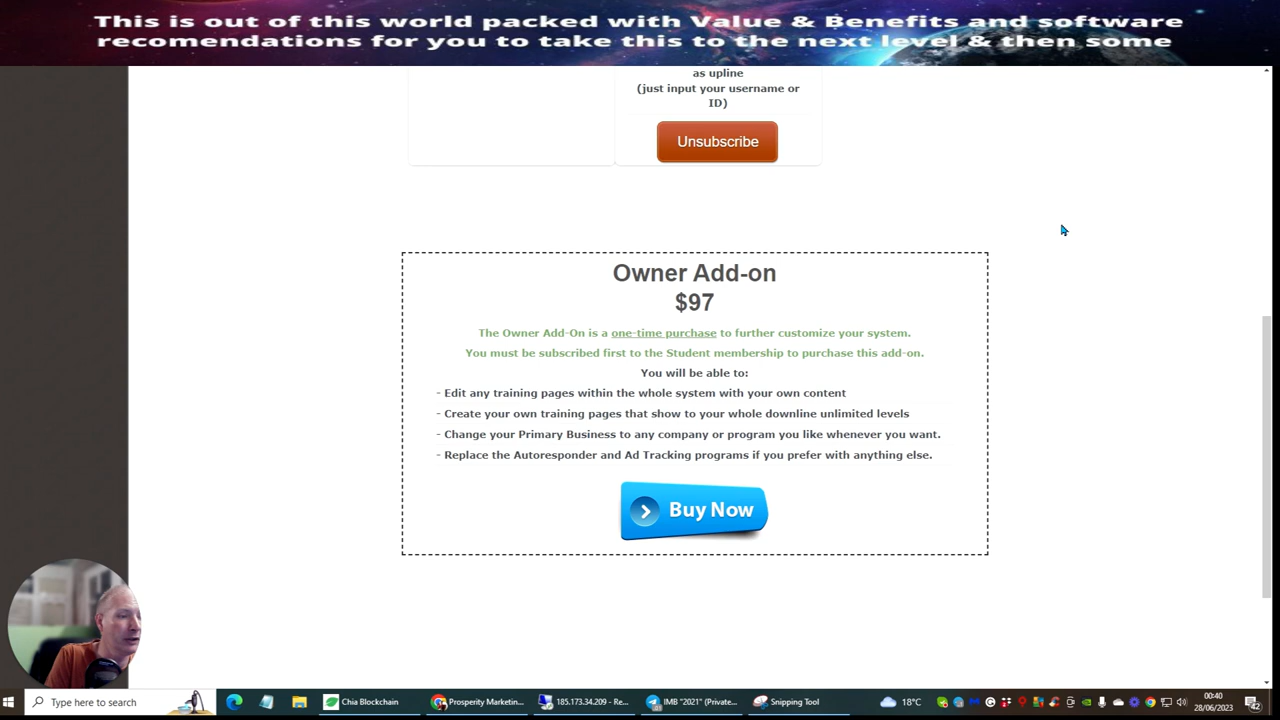 This is out of this world packed with Value & Benefits and software
recomendations for you to take this to the next level & then some
as upline
(just input your username or
ID)
Unsubscribe
Owner Add-on
$97
The Owner Add-On is a one-time purchase to further customize your system.
You must be subscribed first to the Student membership to purchase this add-on.
You will be able to:
- Edit any training pages within the whole system with your own content
- Create your own training pages that show to your whole downline unlimited levels
- Change your Primary Business to any company or program you like whenever you want.
- Replace the Autoresponder and Ad Tracking programs if you prefer with anything else.
Buy Now
Type here to search
Chia Blockchain
Prosperity Marketin...
185.173.34.209 - Re...
IMB "2021" (Private...
Snipping Tool
18°C
00:40
28/06/2023
42